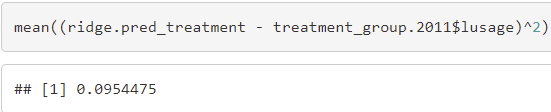 mean((ridge.pred_treatment - treatment_group.2011$lusage)^2)
## [1] 0.0954475